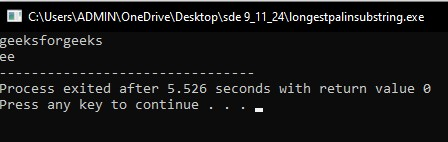 C:\Users\ADMIN\OneDrive\Desktop\sde 9_11_24\longestpalinsubstring.exe
geeksforgeeks
ee
--------------------------------
Process exited after 5.526 seconds with return value 0
Press any key to continue . . .